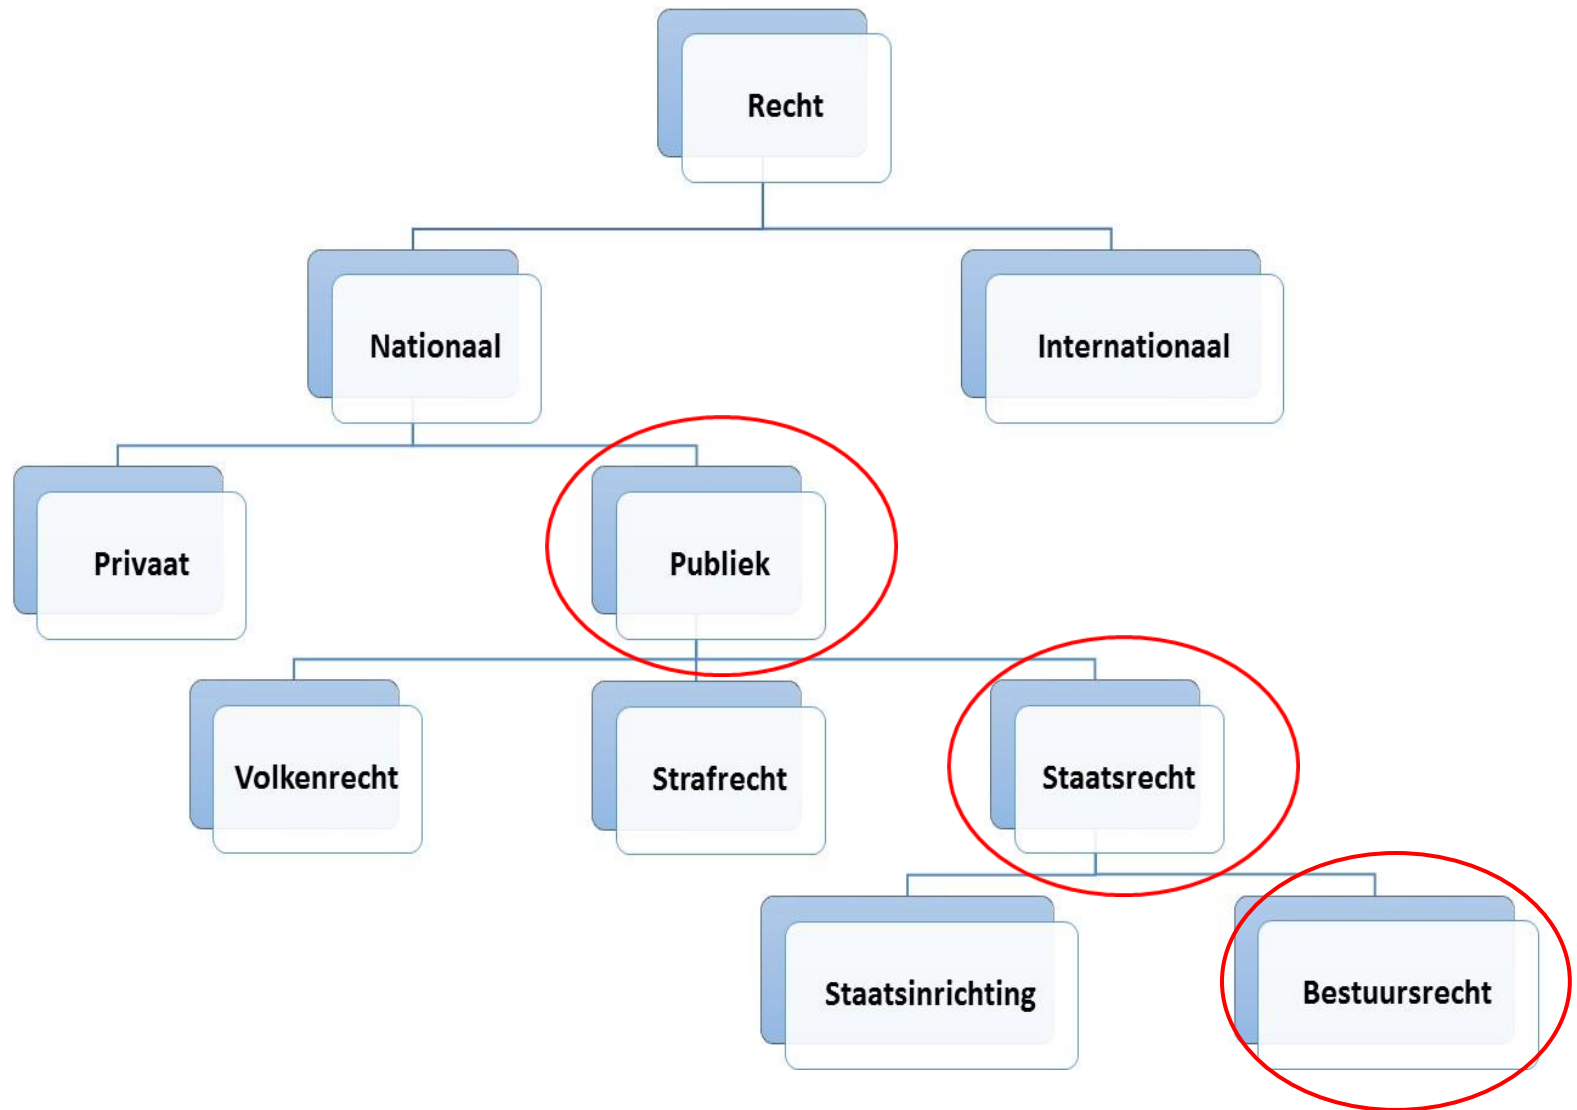 Recht
Nationaal
Internationaal
Privaat
Publiek
Volkenrecht
Strafrecht
Staatsrecht
Staatsinrichting
Bestuursrecht